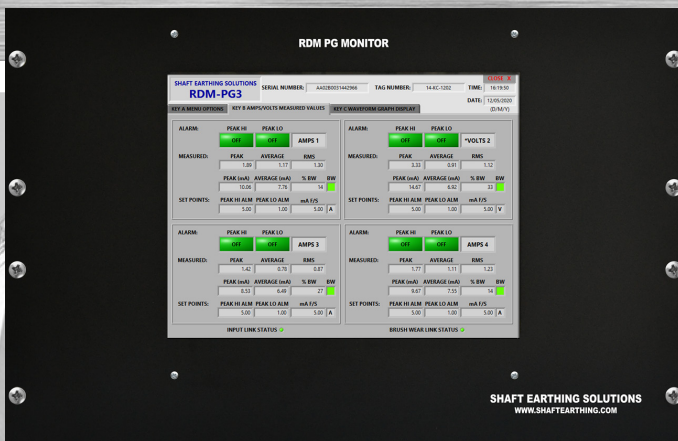 RDM PG MONITOR
SHAFT EARTHING SOLUTIONS
RDM-PG3
SERIAL NUMBER: AA02B0031442966 TAG NUMBER: 14-KC-1202 TIME: 16:19:50
CLOSE X
DATE: 12/05/2020
(D/M/Y)
KEY A MENU OPTIONS KEY B AMPS/VOLTS MEASURED VALUES KEY C WAVEFORM GRAPH DISPLAY
ALARM: PEAK HI PEAK LO
OFF OFF AMPS 1
MEASURED: PEAK AVERAGE RMS
1.89 1.17 1.30
PEAK (mA) AVERAGE (mA) % BW BW
10.06 7.76 14
SET POINTS: PEAK HI ALM PEAK LO ALM mA F/S
5.00 1.00 5.00 A
ALARM: PEAK HI PEAK LO
OFF OFF *VOLTS 2
MEASURED: PEAK AVERAGE RMS
3.33 0.91 1.12
PEAK (mA) AVERAGE (mA) % BW BW
14.67 6.92 33
SET POINTS: PEAK HI ALM PEAK LO ALM mA F/S
5.00 1.00 5.00 V
ALARM: PEAK HI PEAK LO
OFF OFF AMPS 3
MEASURED: PEAK AVERAGE RMS
1.42 0.78 0.87
PEAK (mA) AVERAGE (mA) % BW BW
8.53 6.49 27
SET POINTS: PEAK HI ALM PEAK LO ALM mA F/S
5.00 1.00 5.00 A
ALARM: PEAK HI PEAK LO
OFF OFF AMPS 4
MEASURED: PEAK AVERAGE RMS
1.77 1.11 1.23
PEAK (mA) AVERAGE (mA) % BW BW
9.67 7.55 14
SET POINTS: PEAK HI ALM PEAK LO ALM mA F/S
5.00 1.00 5.00 A
INPUT LINK STATUS BRUSH WEAR LINK STATUS
SHAFT EARTHING SOLUTIONS
WWW.SHAFTEARTHING.COM